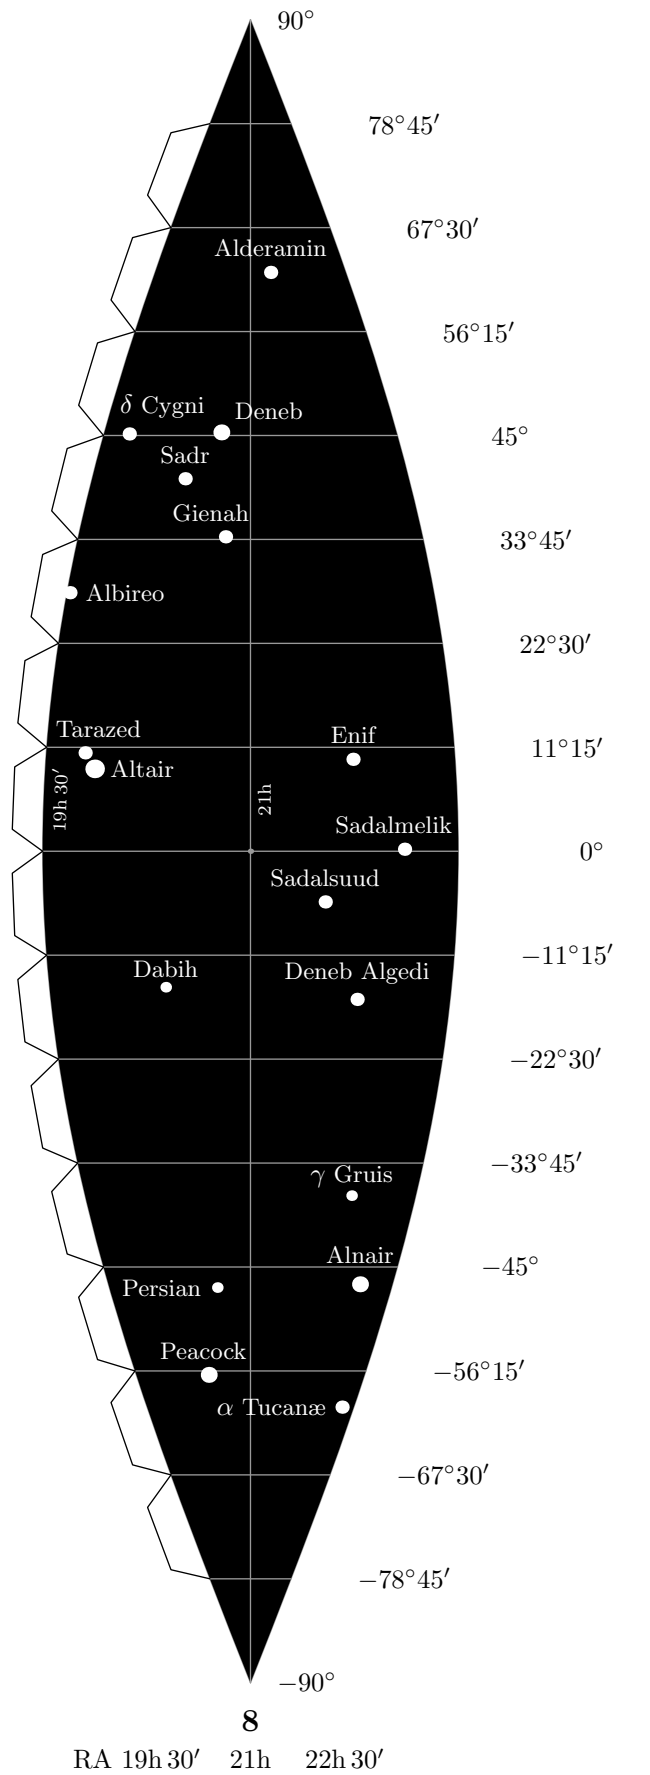 90°
78°45′
67°30′
Alderamin
56°15′
δ Cygni
Deneb
45°
Sadr
Gienah
33°45′
Albireo
22°30′
Tarazed
Enif
11°15′
Altair
19h 30′
21h
Sadalmelik
0°
Sadalsuud
−11°15′
Dabih
Deneb Algedi
−22°30′
−33°45′
γ Gruis
Alnair
−45°
Persian
Peacock
−56°15′
α Tucanæ
−67°30′
−78°45′
−90°
8
RA 19h 30′ 21h 22h 30′